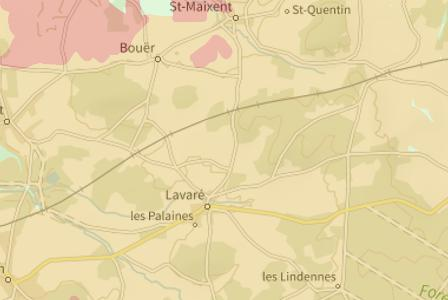 St-Maixent
St-Quentin
Bouër
Lavaré
les Palaines
les Lindennes